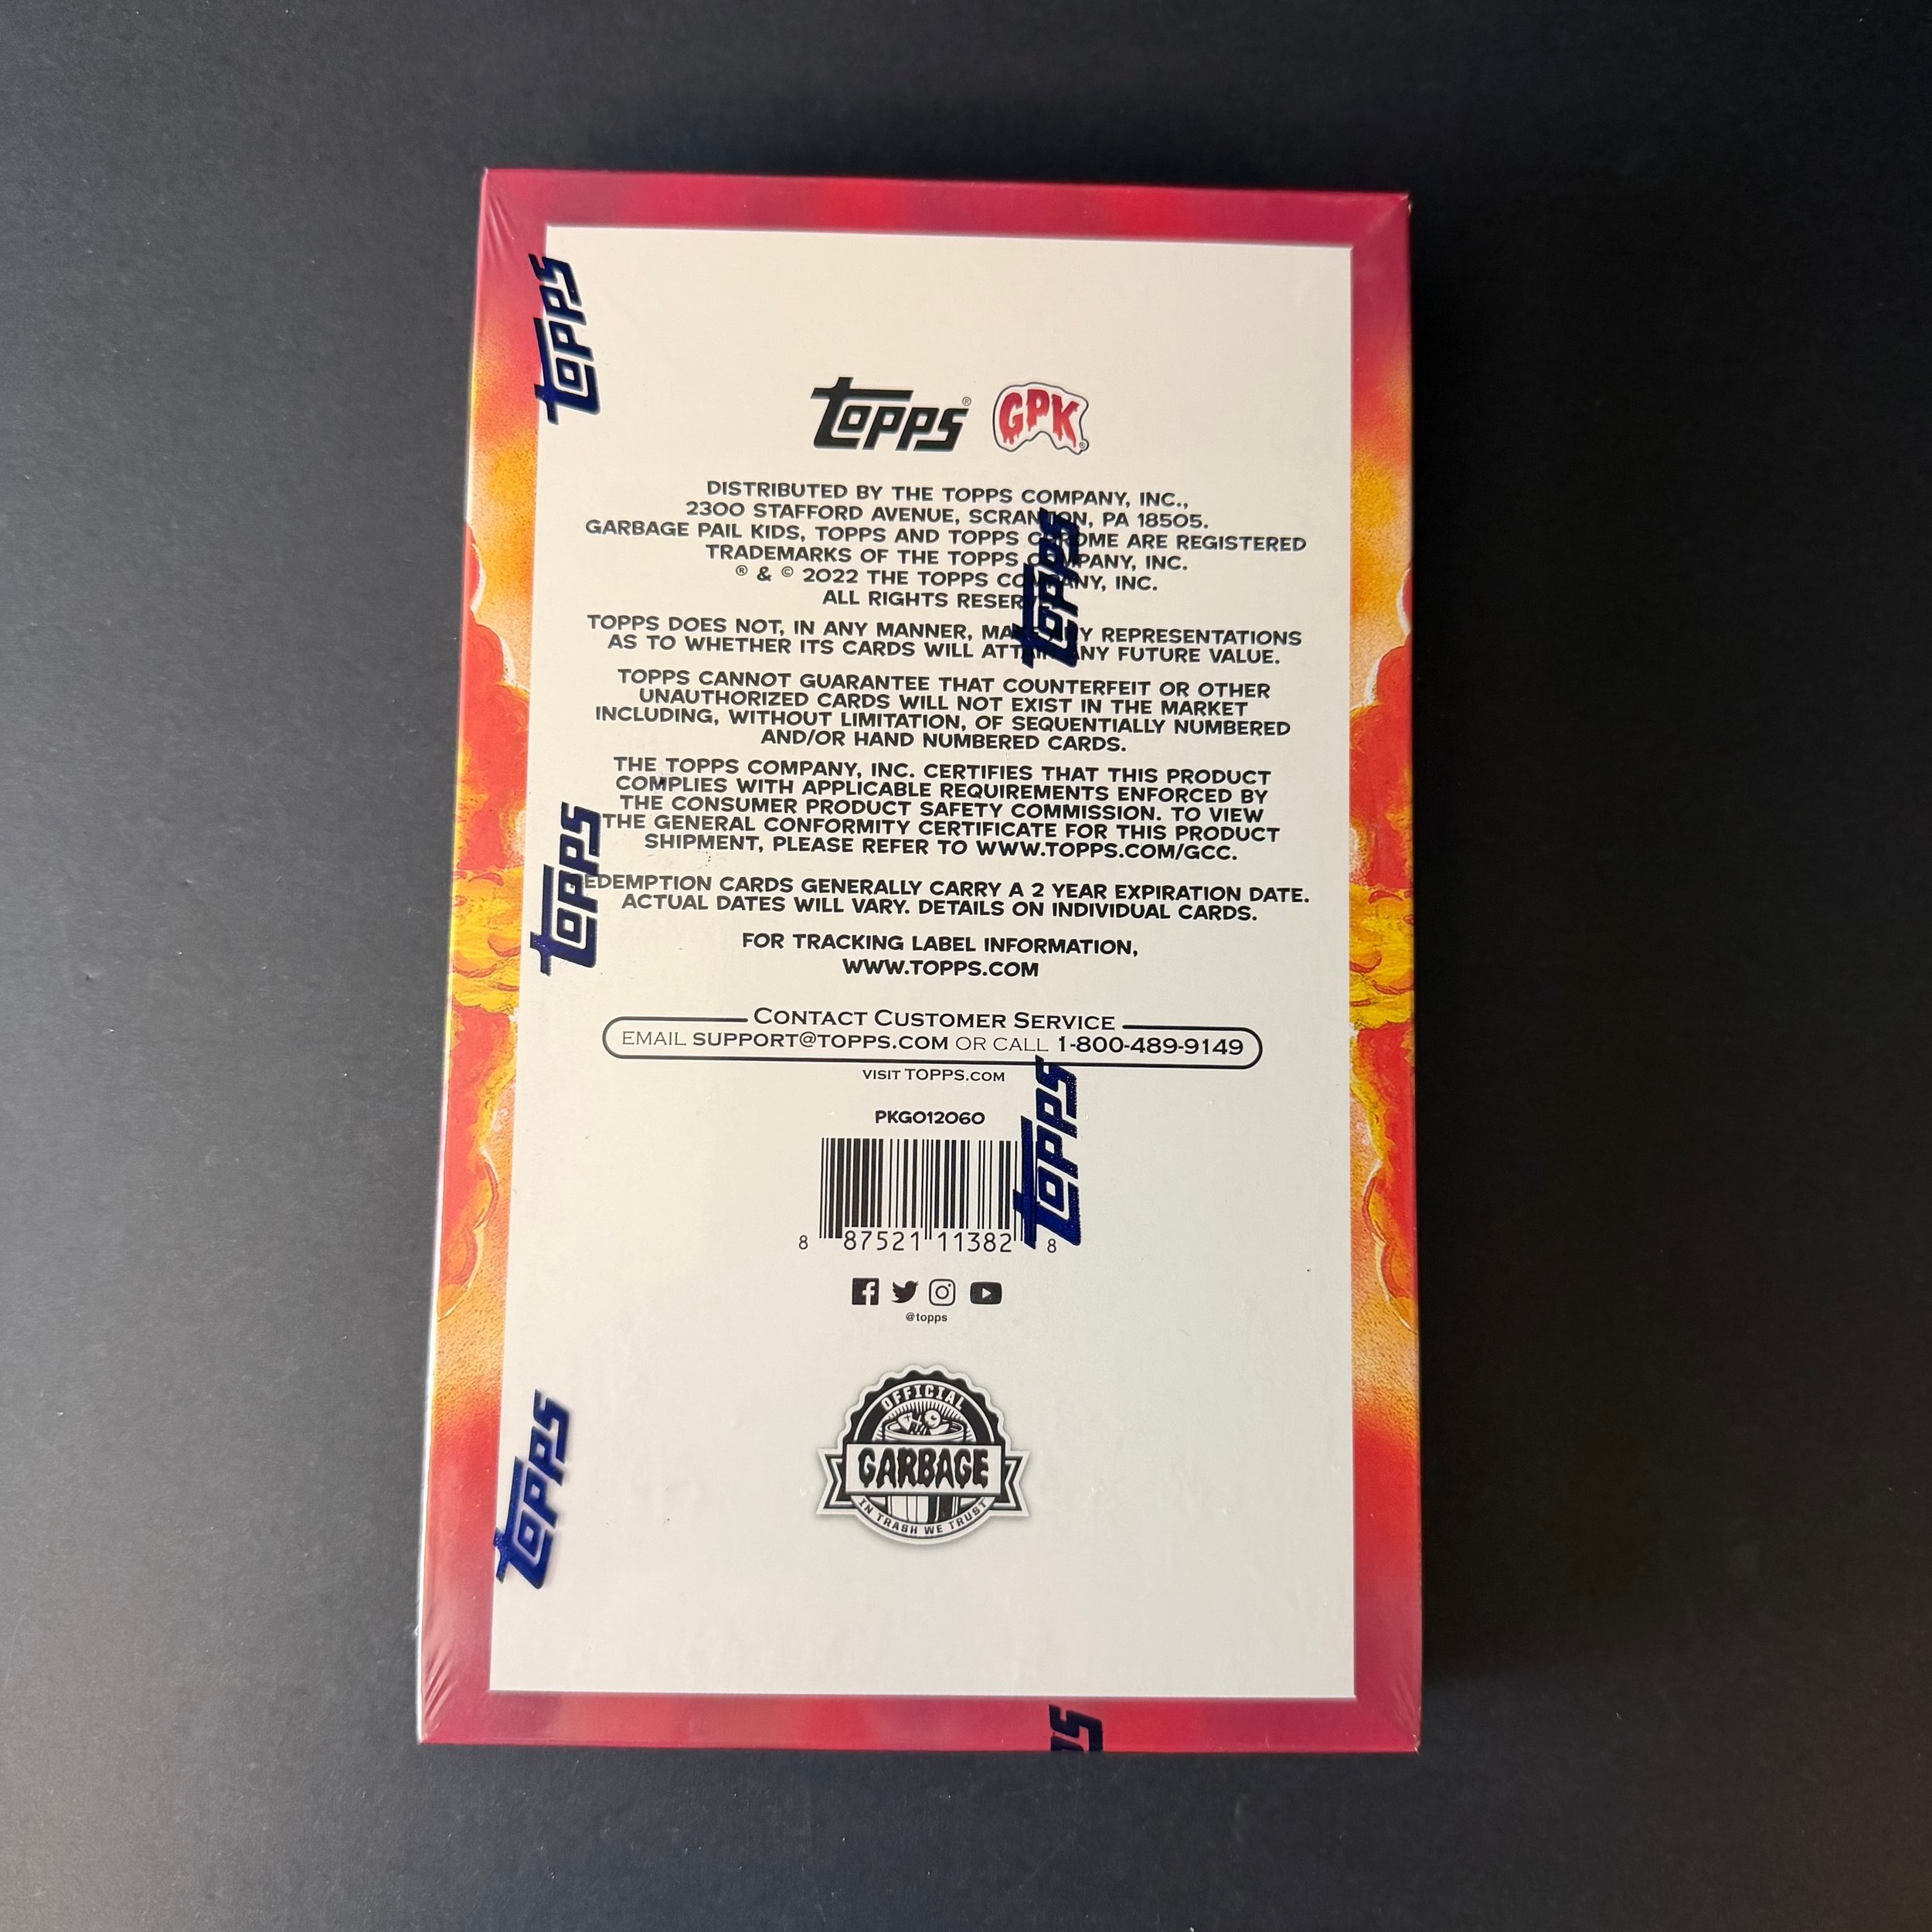 topps® GPK®
DISTRIBUTED BY THE TOPPS COMPANY, INC.,
2300 STAFFORD AVENUE, SCRANTON, PA 18505.
GARBAGE PAIL KIDS, TOPPS AND TOPPS CHROME ARE REGISTERED
TRADEMARKS OF THE TOPPS COMPANY, INC.
® & © 2022 THE TOPPS COMPANY, INC.
ALL RIGHTS RESER
TOPPS DOES NOT, IN ANY MANNER, MAKE ANY REPRESENTATIONS
AS TO WHETHER ITS CARDS WILL ATTAIN ANY FUTURE VALUE.
TOPPS CANNOT GUARANTEE THAT COUNTERFEIT OR OTHER
UNAUTHORIZED CARDS WILL NOT EXIST IN THE MARKET
INCLUDING, WITHOUT LIMITATION, OF SEQUENTIALLY NUMBERED
AND/OR HAND NUMBERED CARDS.
THE TOPPS COMPANY, INC. CERTIFIES THAT THIS PRODUCT
COMPLIES WITH APPLICABLE REQUIREMENTS ENFORCED BY
THE CONSUMER PRODUCT SAFETY COMMISSION. TO VIEW
THE GENERAL CONFORMITY CERTIFICATE FOR THIS PRODUCT
SHIPMENT, PLEASE REFER TO WWW.TOPPS.COM/GCC.
EDEMPTION CARDS GENERALLY CARRY A 2 YEAR EXPIRATION DATE.
ACTUAL DATES WILL VARY. DETAILS ON INDIVIDUAL CARDS.
FOR TRACKING LABEL INFORMATION,
WWW.TOPPS.COM
CONTACT CUSTOMER SERVICE
EMAIL SUPPORT@TOPPS.COM OR CALL 1-800-489-9149
VISIT TOPPS.COM
PKG012060
8 87521 11382 8
@topps
OFFICIAL
GARBAGE
IN TRASH WE TRUST
topps
topps
topps
topps
topps
ps